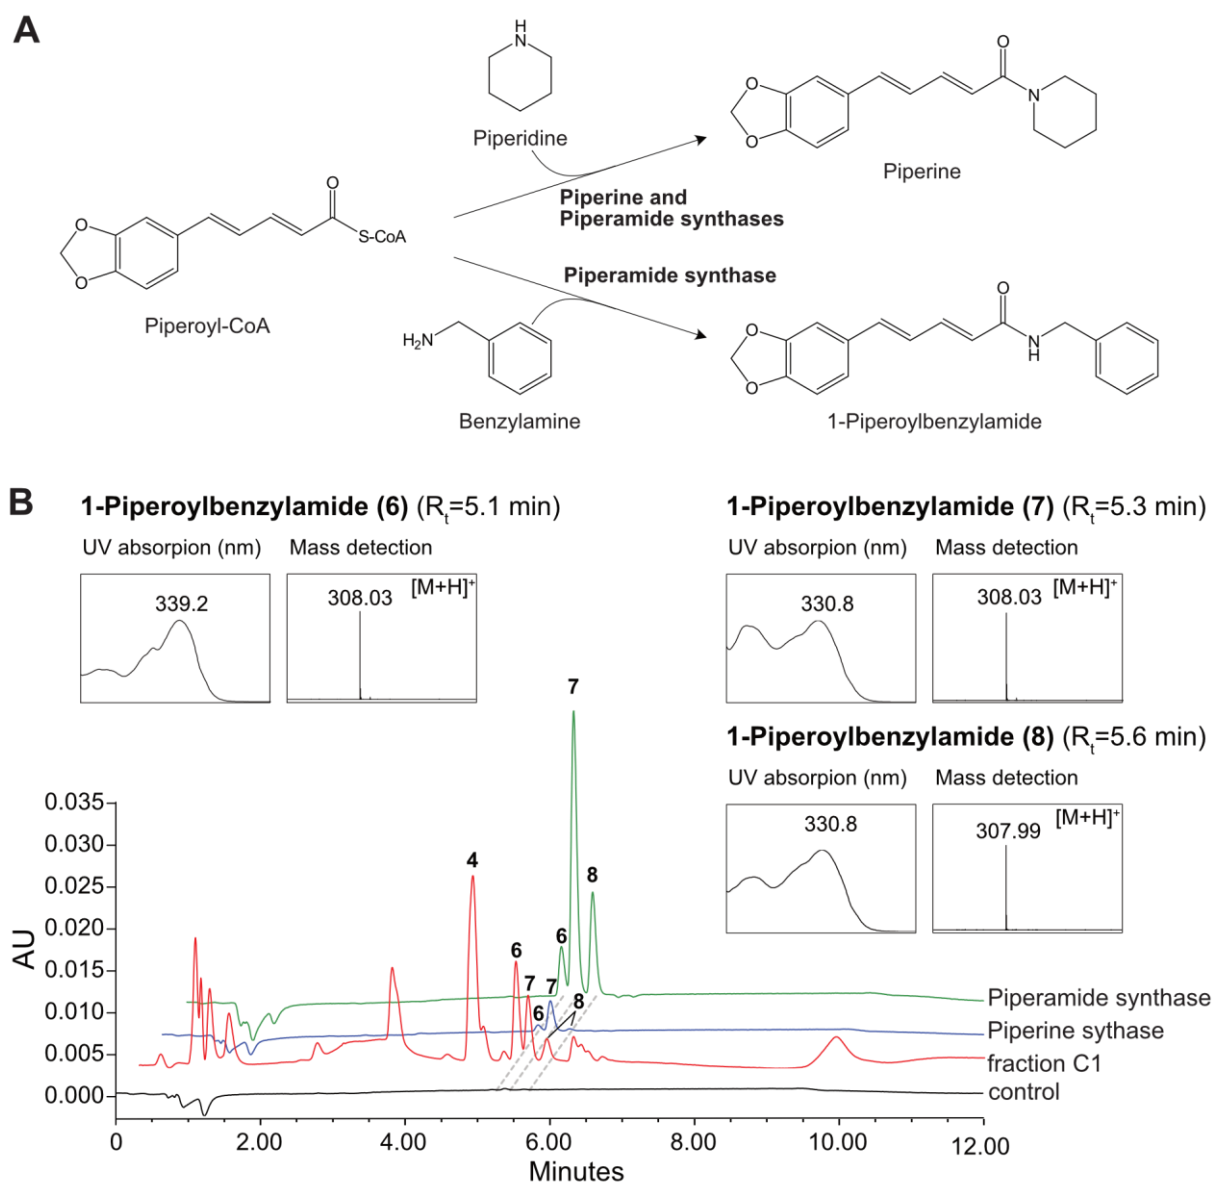 A
H
N
Piperidine
O
O
O
N
Piperine
Piperine and
Piperamide synthases
O
O
O
S-CoA
Piperoyl-CoA
Piperamide synthase
H₂N
Benzylamine
O
O
O
N
H
1-Piperoylbenzylamide
B
1-Piperoylbenzylamide (6) (Rt=5.1 min)
UV absorpion (nm) Mass detection
339.2
308.03 [M+H]⁺
1-Piperoylbenzylamide (7) (Rt=5.3 min)
UV absorpion (nm) Mass detection
330.8
308.03 [M+H]⁺
1-Piperoylbenzylamide (8) (Rt=5.6 min)
UV absorpion (nm) Mass detection
330.8
307.99 [M+H]⁺
AU
0.035
0.030
0.025
0.020
0.015
0.010
0.005
0.000
7
8
6
4
6
7
7
6
8
Piperamide synthase
Piperine sythase
fraction C1
control
0 2.00 4.00 6.00 8.00 10.00 12.00
Minutes